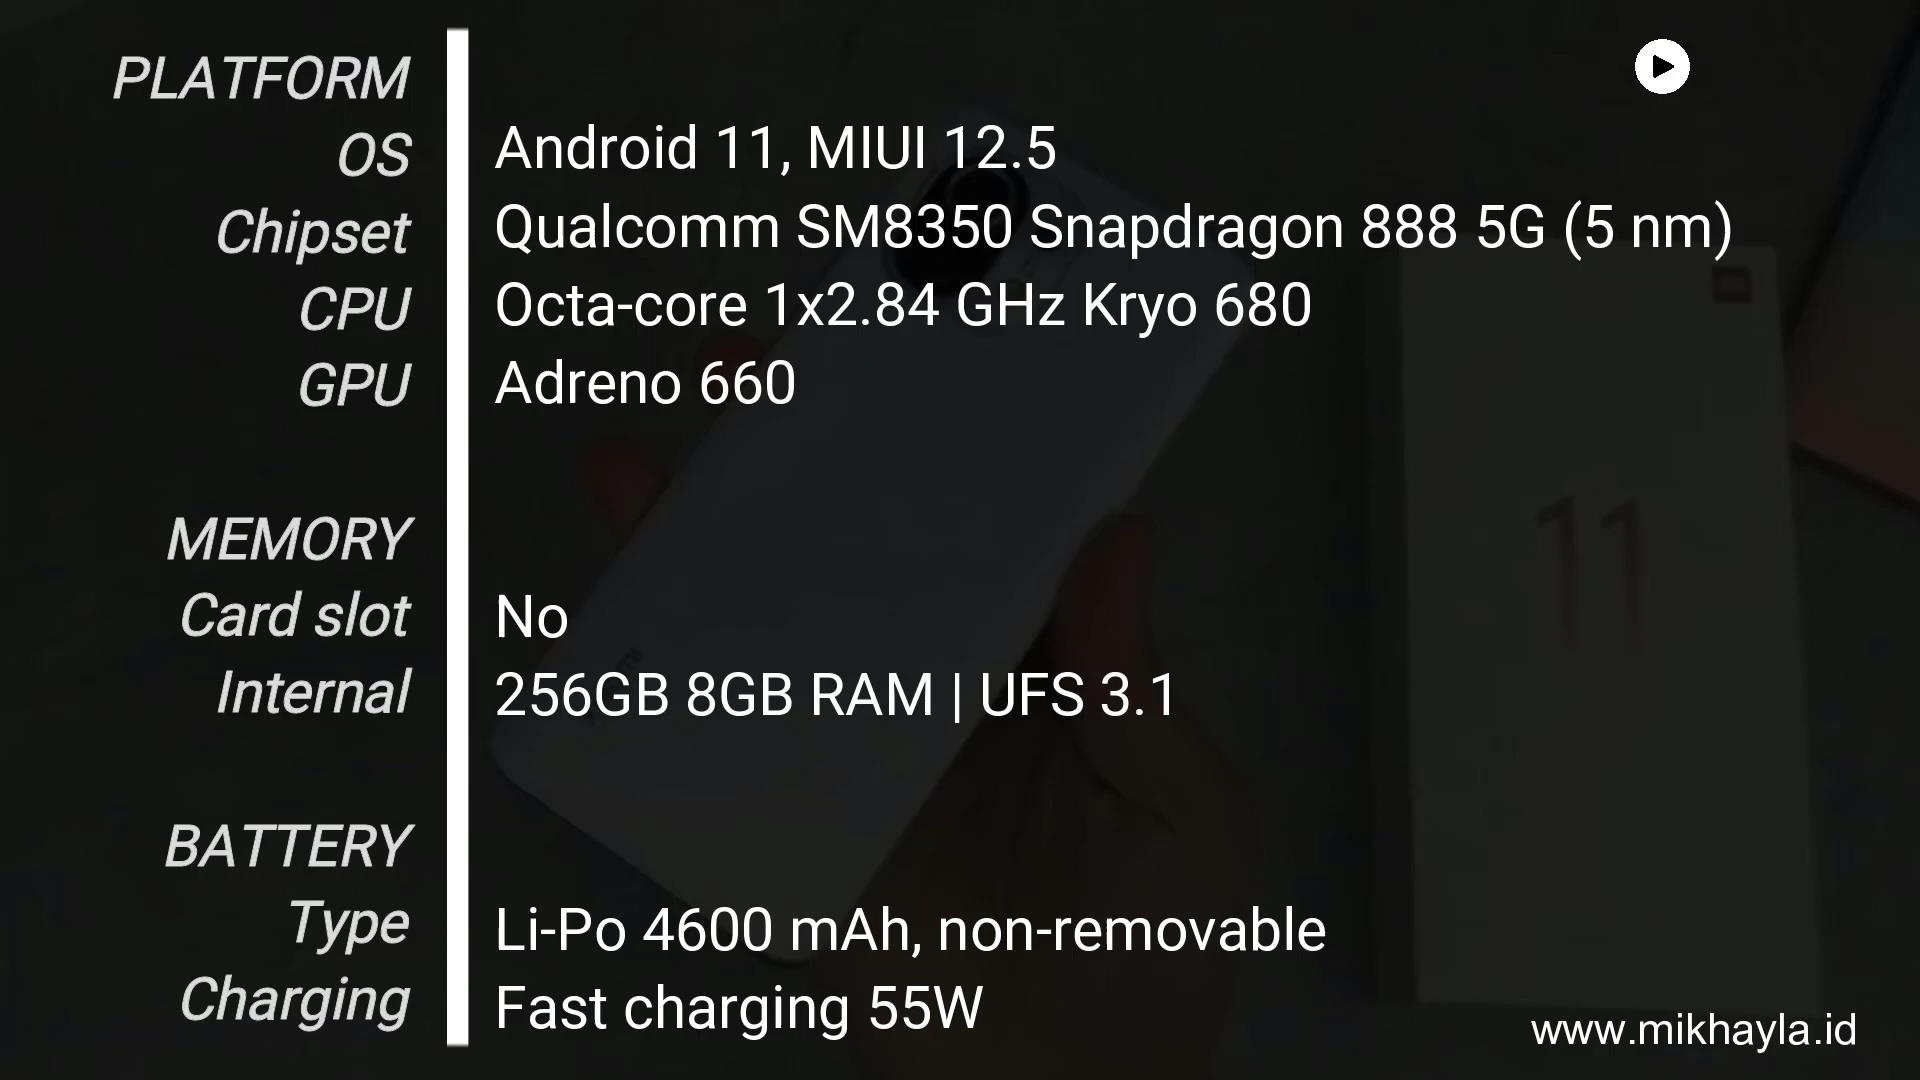 PLATFORM
OS Android 11, MIUI 12.5
Chipset Qualcomm SM8350 Snapdragon 888 5G (5 nm)
CPU Octa-core 1x2.84 GHz Kryo 680
GPU Adreno 660
MEMORY
Card slot No
Internal 256GB 8GB RAM | UFS 3.1
BATTERY
Type Li-Po 4600 mAh, non-removable
Charging Fast charging 55W
11
www.mikhayla.id